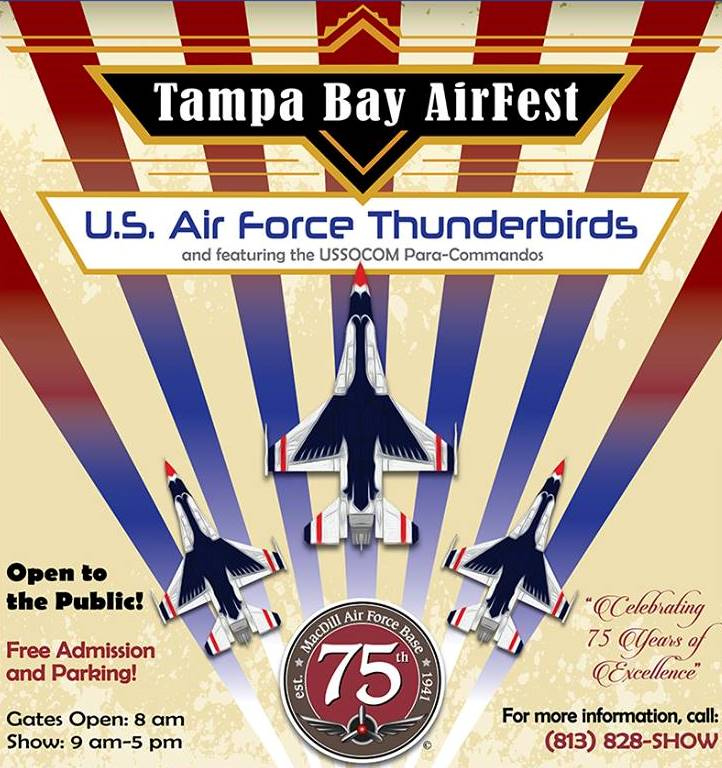 Tampa Bay AirFest
U.S. Air Force Thunderbirds
and featuring the USSOCOM Para-Commandos
Open to
the Public!
Free Admission
and Parking!
Gates Open: 8 am
Show: 9 am-5 pm
MacDill Air Force Base
75th
est. ★ ★ 1941
©
"Celebrating
75 Years of
Excellence"
For more information, call:
(813) 828-SHOW